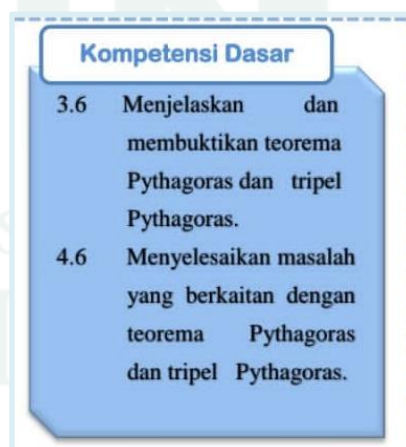 Kompetensi Dasar
3.6 Menjelaskan dan
membuktikan teorema
Pythagoras dan tripel
Pythagoras.
4.6 Menyelesaikan masalah
yang berkaitan dengan
teorema Pythagoras
dan tripel Pythagoras.